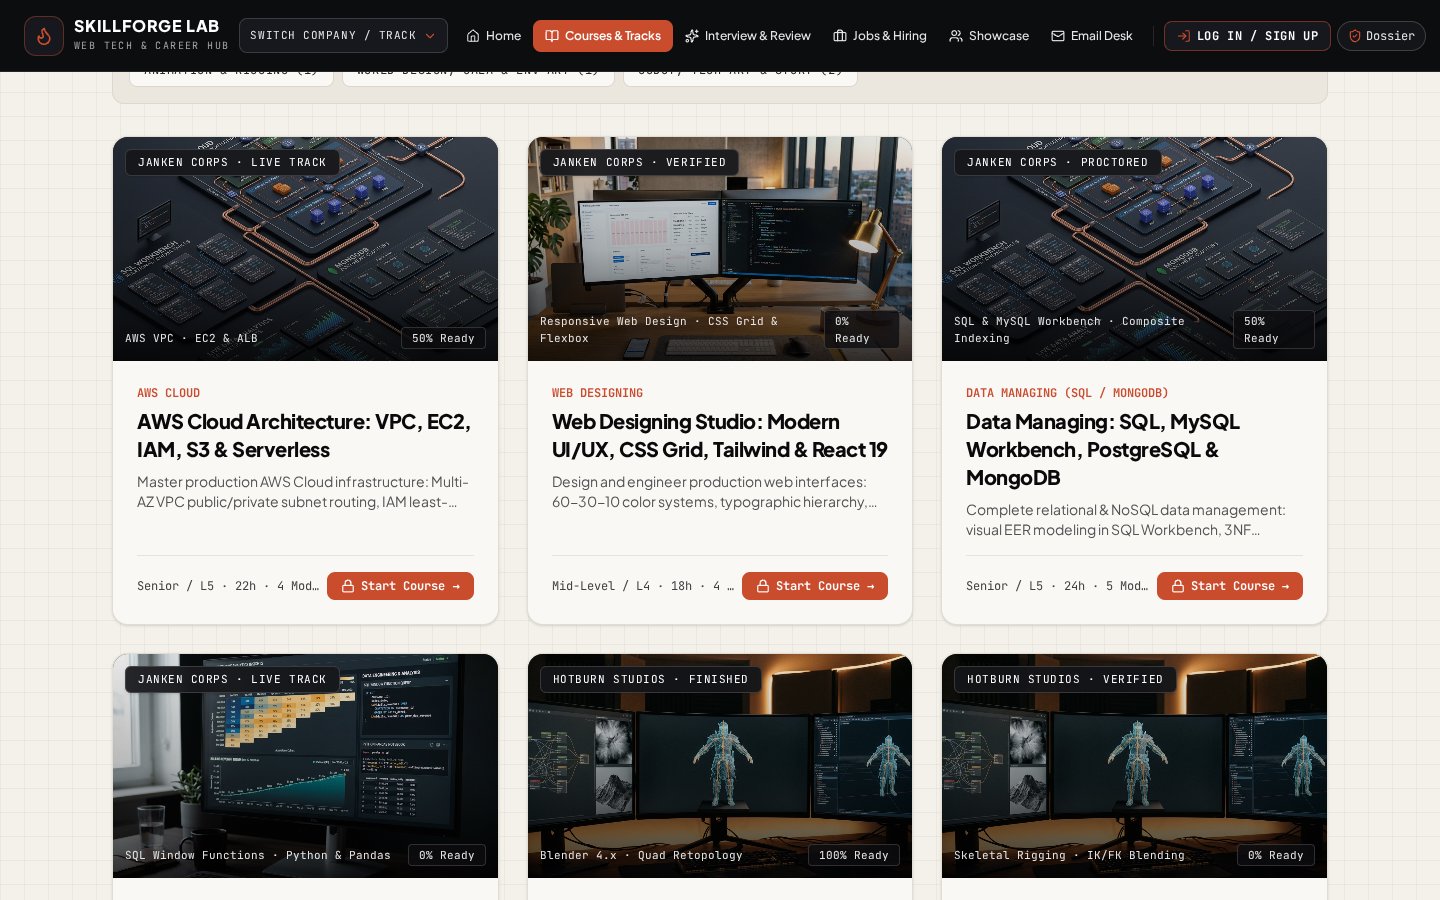 SKILLFORGE LAB
WEB TECH & CAREER HUB
SWITCH COMPANY / TRACK
Home
Courses & Tracks
Interview & Review
Jobs & Hiring
Showcase
Email Desk
LOG IN / SIGN UP
Dossier
JANKEN CORPS · LIVE TRACK
AWS VPC · EC2 & ALB
50% Ready
AWS CLOUD
AWS Cloud Architecture: VPC, EC2,
IAM, S3 & Serverless
Master production AWS Cloud infrastructure: Multi-
AZ VPC public/private subnet routing, IAM least-...
Senior / L5 · 22h · 4 Mod…
Start Course →
JANKEN CORPS · VERIFIED
Responsive Web Design · CSS Grid &
Flexbox
0%
Ready
WEB DESIGNING
Web Designing Studio: Modern
UI/UX, CSS Grid, Tailwind & React 19
Design and engineer production web interfaces:
60-30-10 color systems, typographic hierarchy,...
Mid-Level / L4 · 18h · 4 …
Start Course →
JANKEN CORPS · PROCTORED
SQL WORKBENCH
MONGODB
SQL & MySQL Workbench · Composite
Indexing
50%
Ready
DATA MANAGING (SQL / MONGODB)
Data Managing: SQL, MySQL
Workbench, PostgreSQL &
MongoDB
Complete relational & NoSQL data management:
visual EER modeling in SQL Workbench, 3NF...
Senior / L5 · 24h · 5 Mod…
Start Course →
JANKEN CORPS · LIVE TRACK
SQL Window Functions · Python & Pandas
0% Ready
HOTBURN STUDIOS · FINISHED
Blender 4.x · Quad Retopology
100% Ready
HOTBURN STUDIOS · VERIFIED
Skeletal Rigging · IK/FK Blending
0% Ready